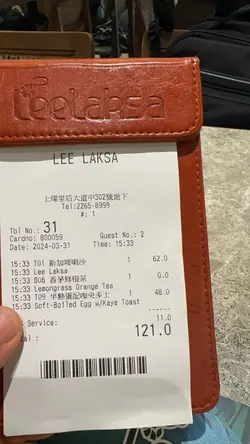 LeeLaksa
LEE LAKSA
上環皇后大道中302號地下
Tel:2265-8999
#: 1
Tbl No.: 31
Cardno: B00059 Guest No.: 2
Date: 2024-03-31 Time: 15:33
15:33 T01 新加坡喇沙 1 62.0
15:33 Lee Laksa
15:33 B06 香茅鮮橙茶 1 0.0
15:33 Lemongrass Orange Tea
15:33 T09 半熟蛋配咖央多士 1 48.0
15:33 Soft-Boiled Egg w/Kaya Toast
Service: 11.0
121.0